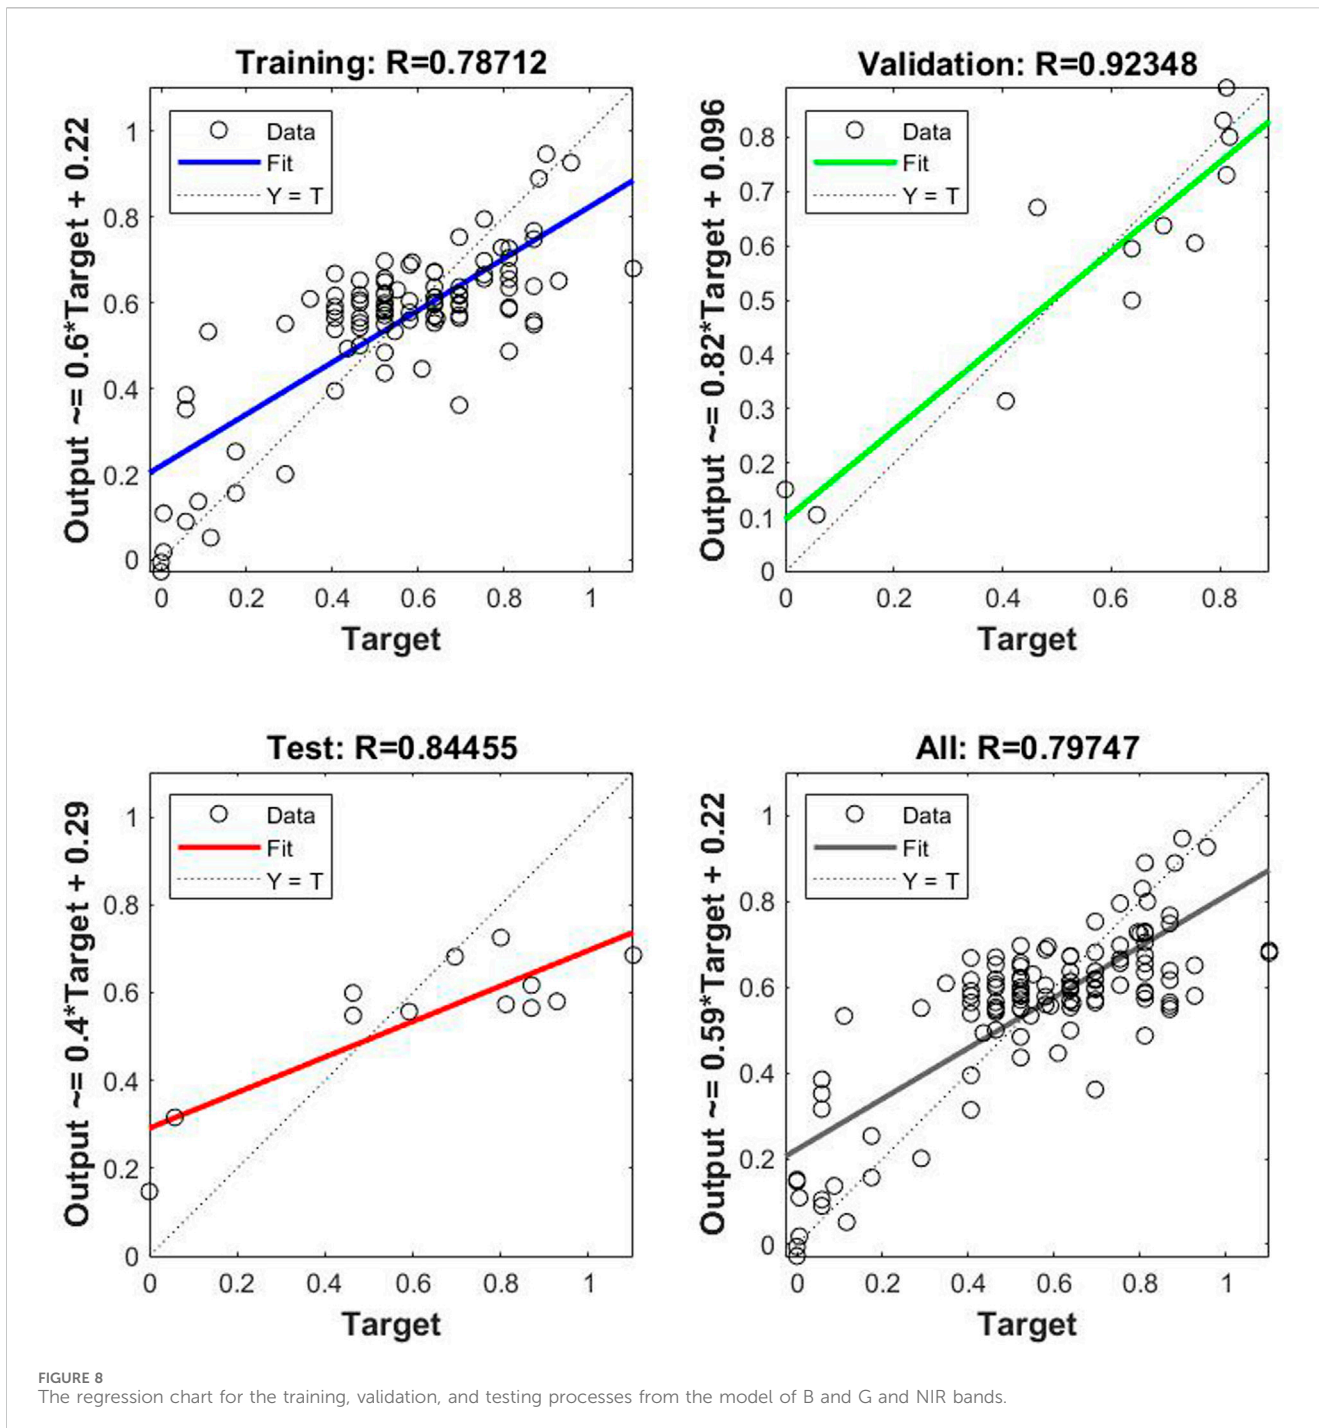 Training: R=0.78712
Output ~= 0.6*Target + 0.22
Data
Fit
Y = T
1
0.8
0.6
0.4
0.2
0
0 0.2 0.4 0.6 0.8 1
Target
Validation: R=0.92348
Output ~= 0.82*Target + 0.096
Data
Fit
Y = T
0.8
0.7
0.6
0.5
0.4
0.3
0.2
0.1
0
0 0.2 0.4 0.6 0.8
Target
Test: R=0.84455
Output ~= 0.4*Target + 0.29
Data
Fit
Y = T
1
0.8
0.6
0.4
0.2
0
0 0.2 0.4 0.6 0.8 1
Target
All: R=0.79747
Output ~= 0.59*Target + 0.22
Data
Fit
Y = T
1
0.8
0.6
0.4
0.2
0
0 0.2 0.4 0.6 0.8 1
Target
FIGURE 8
The regression chart for the training, validation, and testing processes from the model of B and G and NIR bands.